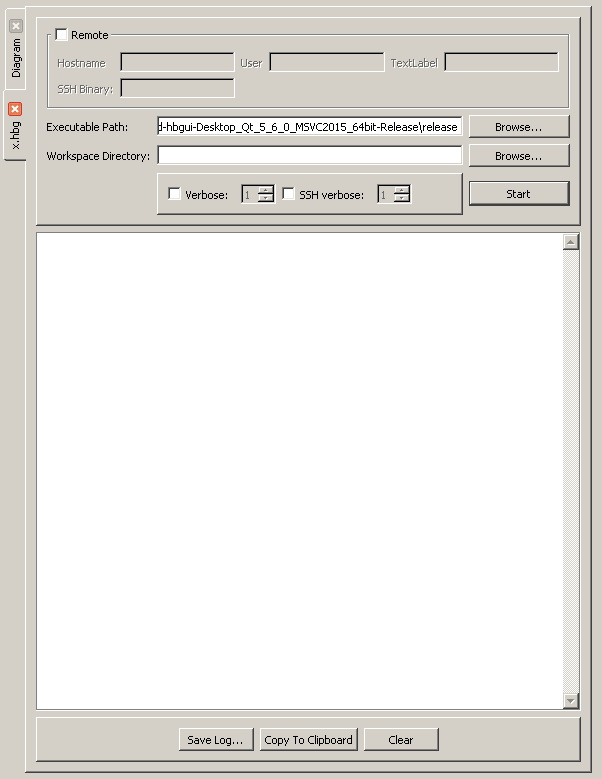 Diagram
x.hbg
Remote
Hostname User TextLabel
SSH Binary:
Executable Path: d-hbgui-Desktop_Qt_5_6_0_MSVC2015_64bit-Release\release Browse...
Workspace Directory: Browse...
Verbose: 1 SSH verbose: 1 Start
Save Log... Copy To Clipboard Clear